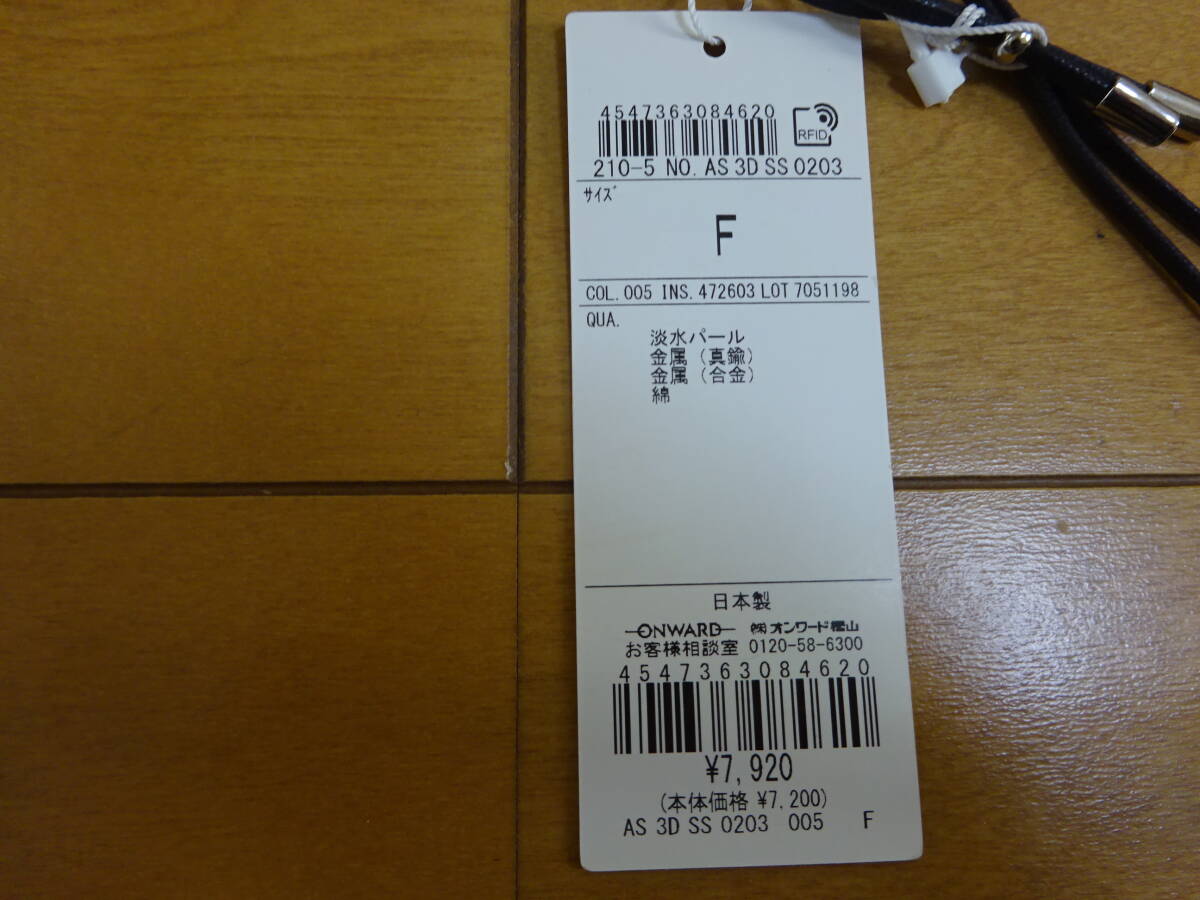 4547363084620
RFID
210-5 NO. AS 3D SS 0203
ｻｲｽﾞ
F
COL. 005 INS. 472603 LOT 7051198
QUA.
淡水パール
金属（真鍮）
金属（合金）
綿
日本製
ONWARD ㈱オンワード樫山
お客様相談室 0120-58-6300
4547363084620
¥7,920
(本体価格 ¥7,200)
AS 3D SS 0203 005 F